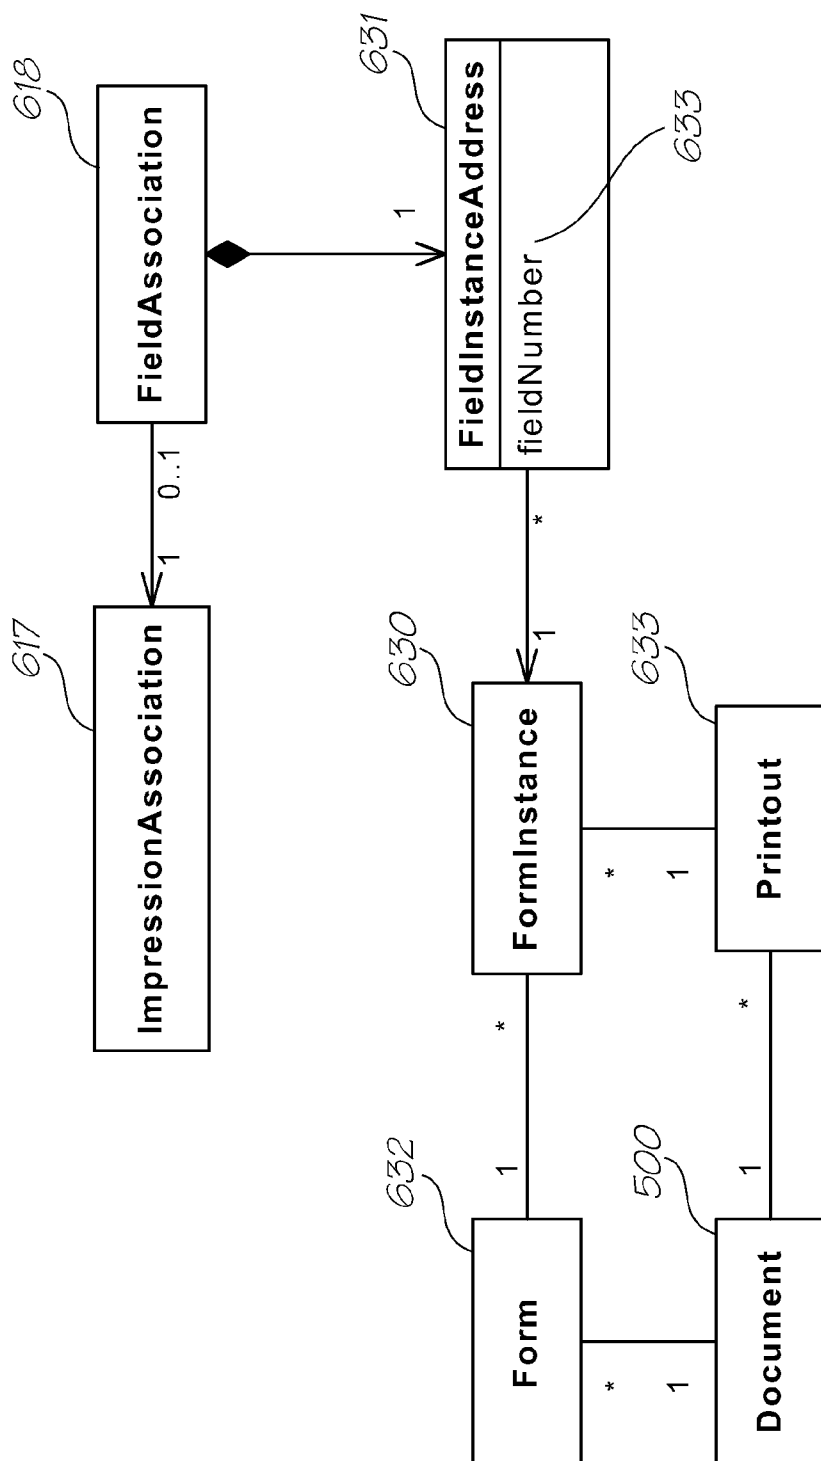 617
618
ImpressionAssociation
FieldAssociation
1
0..1
632
630
631
1
FieldInstanceAddress
1
*
Form
FormInstance
1
*
fieldNumber
*
*
500
633
1
1
633
1
*
Document
Printout